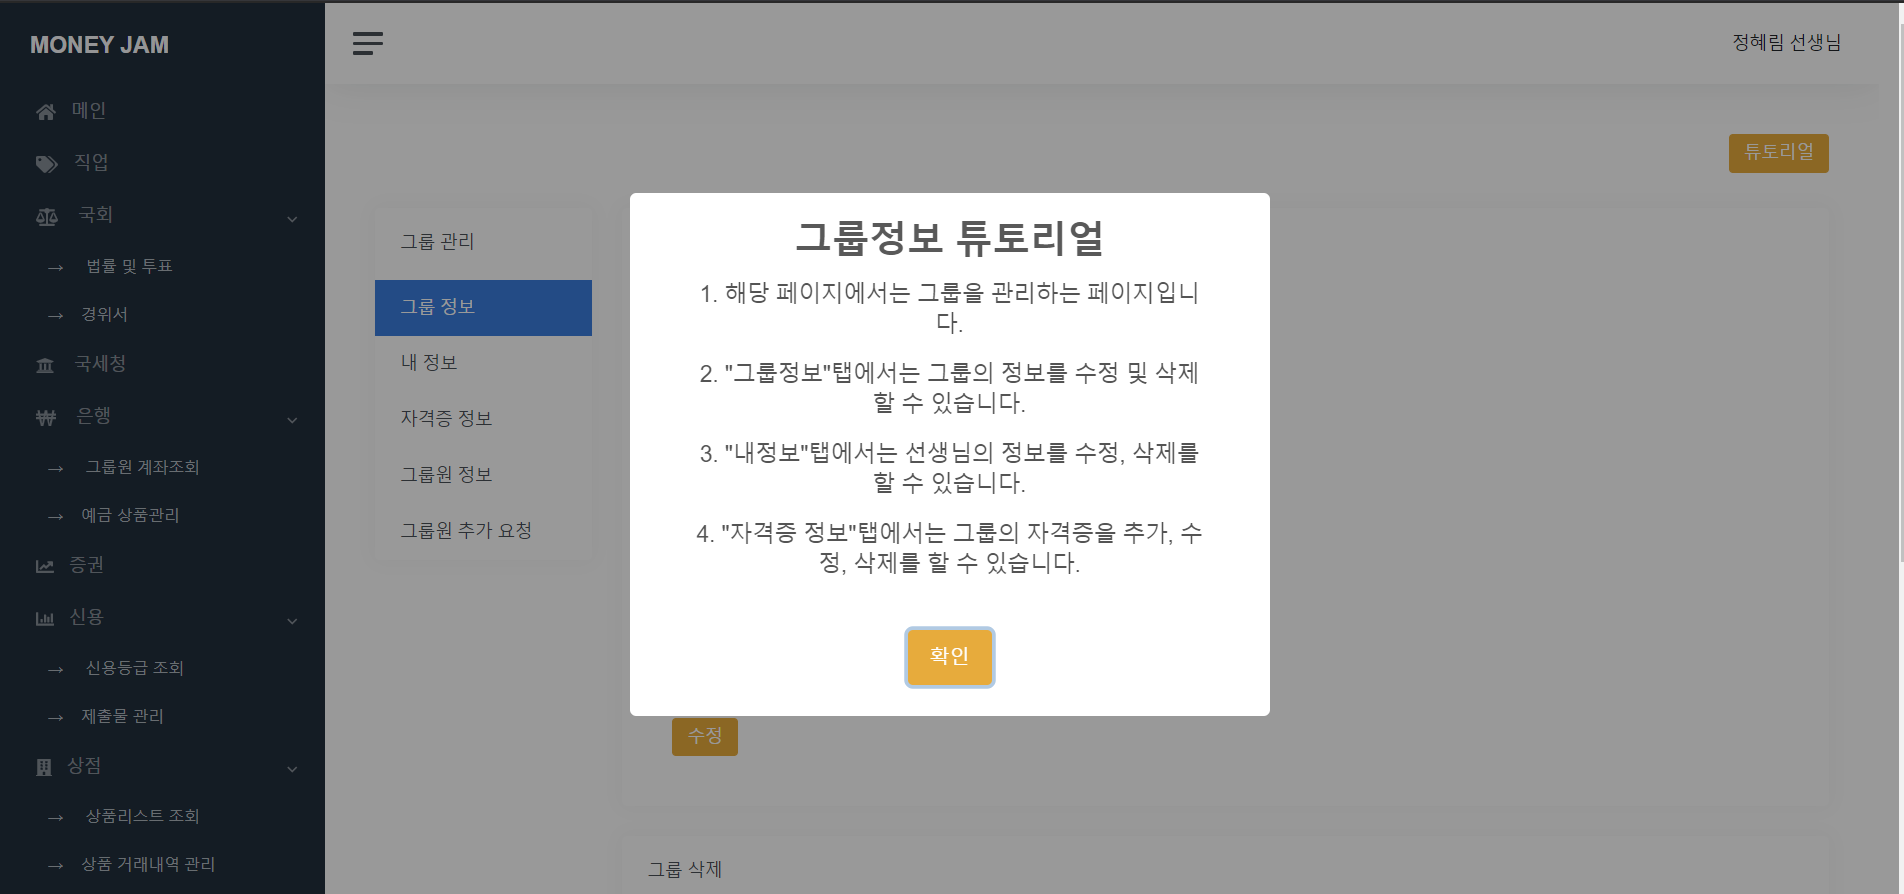 MONEY JAM
정혜림 선생님
메인
직업
국회
→ 법률 및 투표
→ 경위서
국세청
은행
→ 그룹원 계좌조회
→ 예금 상품관리
증권
신용
→ 신용등급 조회
→ 제출물 관리
상점
→ 상품리스트 조회
→ 상품 거래내역 관리
튜토리얼
그룹 관리
그룹 정보
내 정보
자격증 정보
그룹원 정보
그룹원 추가 요청
그룹정보 튜토리얼
1. 해당 페이지에서는 그룹을 관리하는 페이지입니
다.
2. "그룹정보"탭에서는 그룹의 정보를 수정 및 삭제
할 수 있습니다.
3. "내정보"탭에서는 선생님의 정보를 수정, 삭제를
할 수 있습니다.
4. "자격증 정보"탭에서는 그룹의 자격증을 추가, 수
정, 삭제를 할 수 있습니다.
확인
수정
그룹 삭제